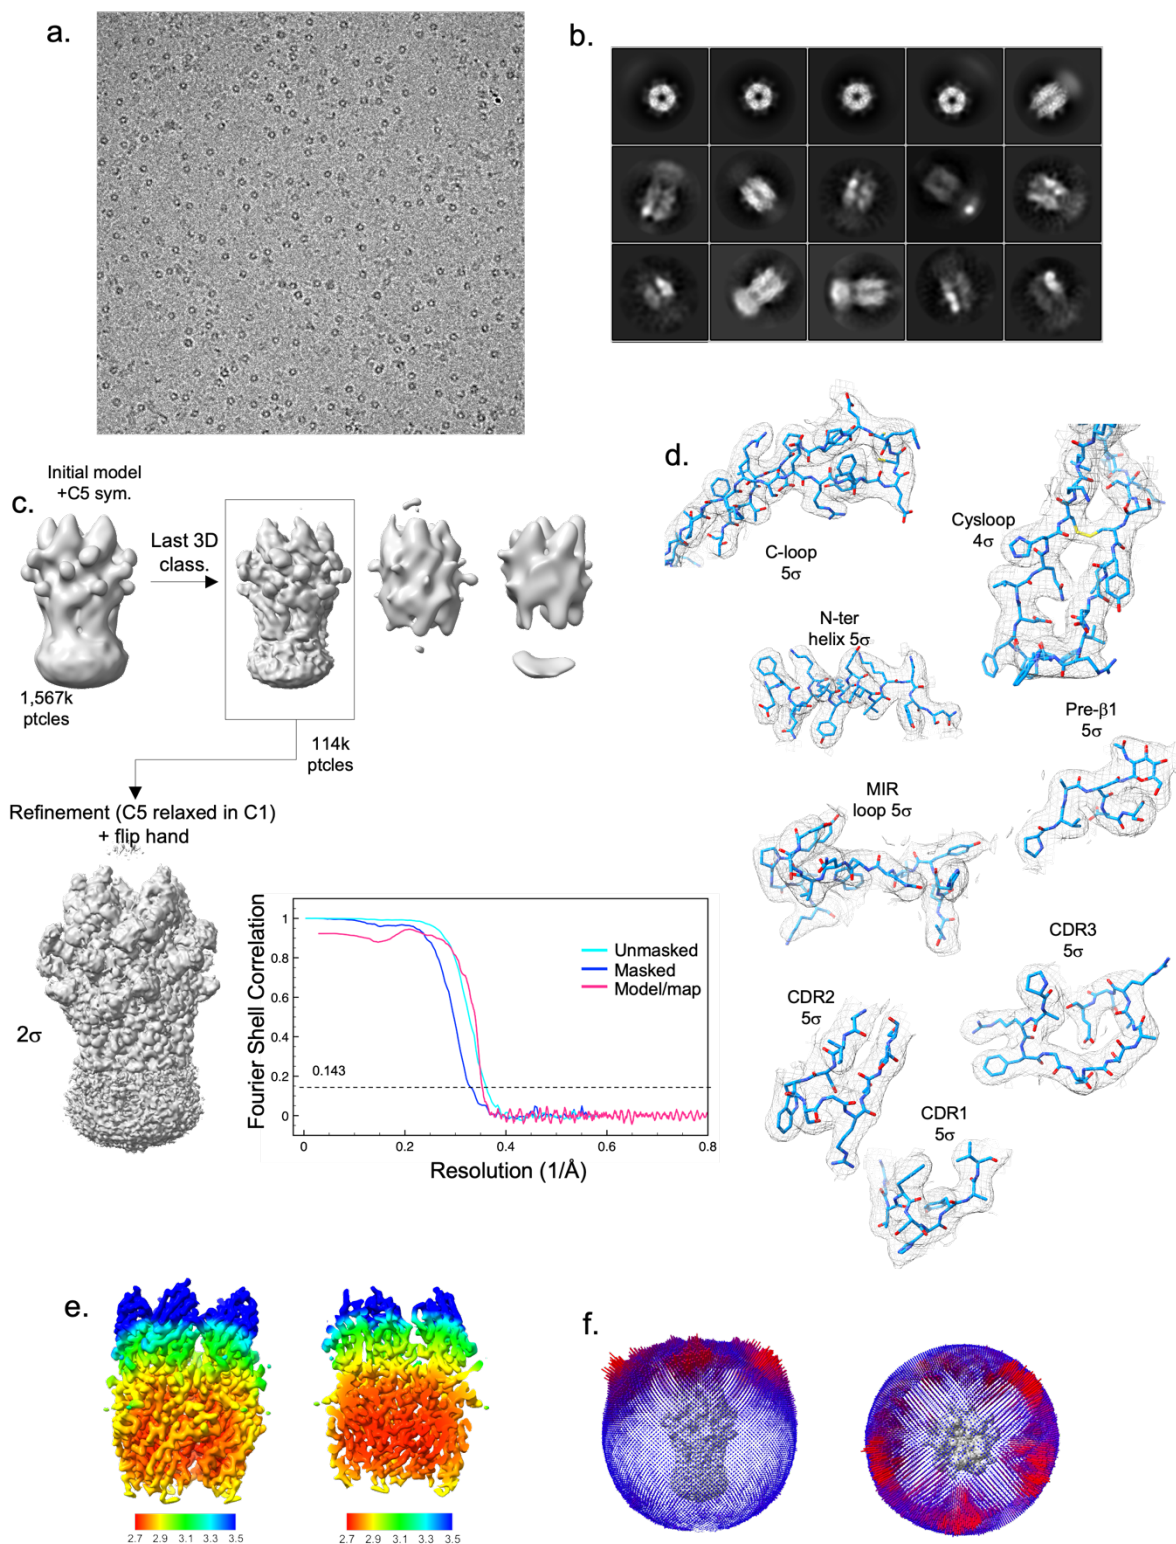 a.
b.
c.
Initial model
+C5 sym.
Last 3D
class.
1,567k
ptcles
114k
ptcles
Refinement (C5 relaxed in C1)
+ flip hand
2σ
Fourier Shell Correlation
1
0.8
0.6
0.4
0.2
0
0.143
Unmasked
Masked
Model/map
0
0.2
0.4
0.6
0.8
Resolution (1/Å)
d.
C-loop
5σ
Cysloop
4σ
N-ter
helix 5σ
Pre-β1
5σ
MIR
loop 5σ
CDR3
5σ
CDR2
5σ
CDR1
5σ
e.
2.7 2.9 3.1 3.3 3.5
2.7 2.9 3.1 3.3 3.5
f.